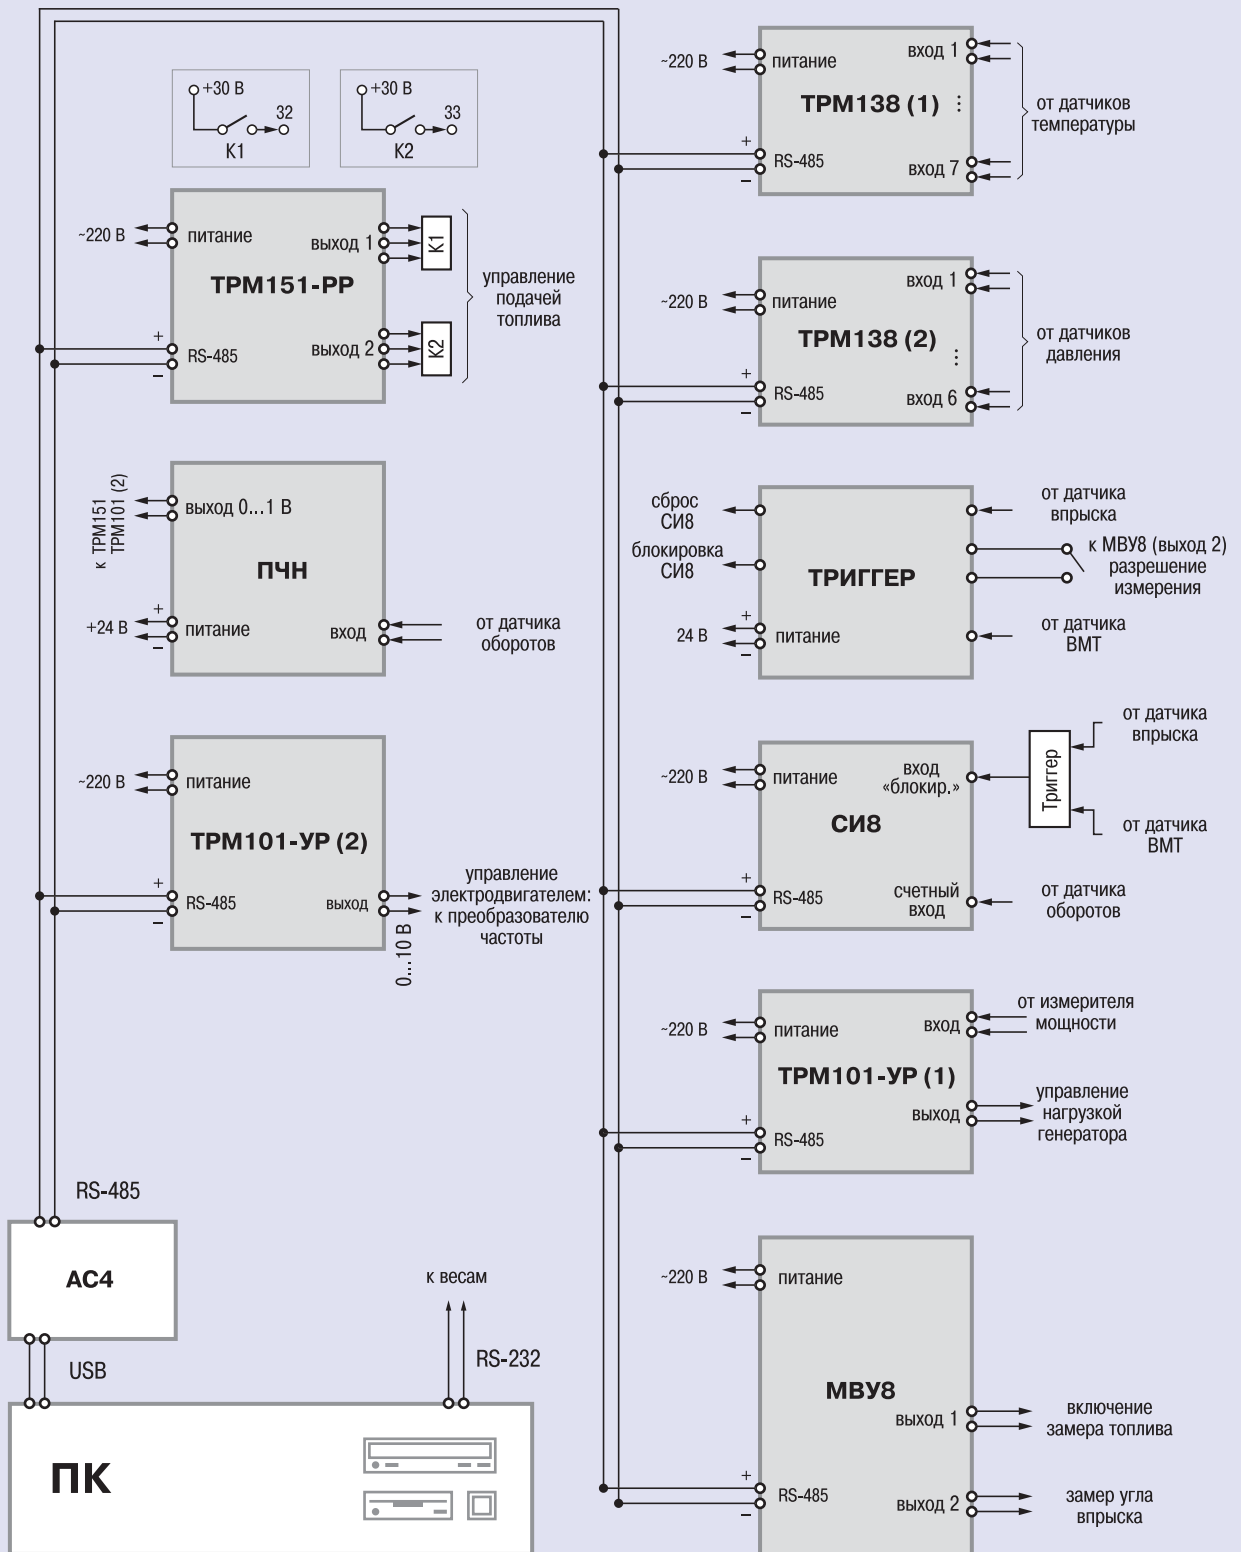 +30 В
32
К1
+30 В
33
К2
~220 В
питание
выход 1
К1
ТРМ151-РР
+
RS-485
–
выход 2
К2
управление
подачей
топлива
к ТРМ151
ТРМ101 (2)
выход 0...1 В
ПЧН
+
+24 В
–
питание
вход
от датчика
оборотов
~220 В
питание
ТРМ101-УР (2)
+
RS-485
–
выход
0...10 В
управление
электродвигателем:
к преобразователю
частоты
RS-485
АС4
USB
к весам
RS-232
ПК
~220 В
питание
вход 1
ТРМ138 (1)
⋮
+
RS-485
–
вход 7
от датчиков
температуры
~220 В
питание
вход 1
ТРМ138 (2)
⋮
+
RS-485
–
вход 6
от датчиков
давления
сброс
СИ8
блокировка
СИ8
ТРИГГЕР
+
24 В
–
питание
от датчика
впрыска
к МВУ8 (выход 2)
разрешение
измерения
от датчика
ВМТ
~220 В
питание
вход
«блокир.»
СИ8
+
RS-485
–
счетный
вход
Триггер
от датчика
впрыска
от датчика
ВМТ
от датчика
оборотов
~220 В
питание
вход
от измерителя
мощности
ТРМ101-УР (1)
+
RS-485
–
выход
управление
нагрузкой
генератора
~220 В
питание
МВУ8
выход 1
включение
замера топлива
+
RS-485
–
выход 2
замер угла
впрыска